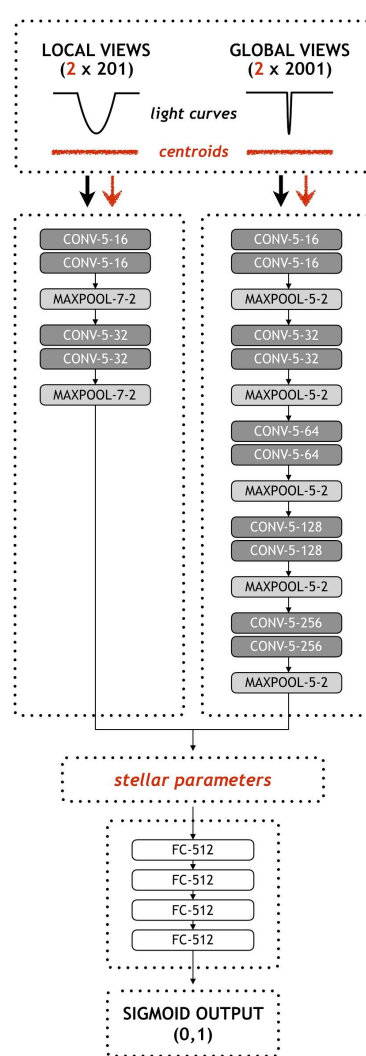 LOCAL VIEWS
(2 x 201)
GLOBAL VIEWS
(2 x 2001)
light curves
centroids
CONV-5-16
CONV-5-16
MAXPOOL-7-2
CONV-5-32
CONV-5-32
MAXPOOL-7-2
CONV-5-16
CONV-5-16
MAXPOOL-5-2
CONV-5-32
CONV-5-32
MAXPOOL-5-2
CONV-5-64
CONV-5-64
MAXPOOL-5-2
CONV-5-128
CONV-5-128
MAXPOOL-5-2
CONV-5-256
CONV-5-256
MAXPOOL-5-2
stellar parameters
FC-512
FC-512
FC-512
FC-512
SIGMOID OUTPUT
(0,1)